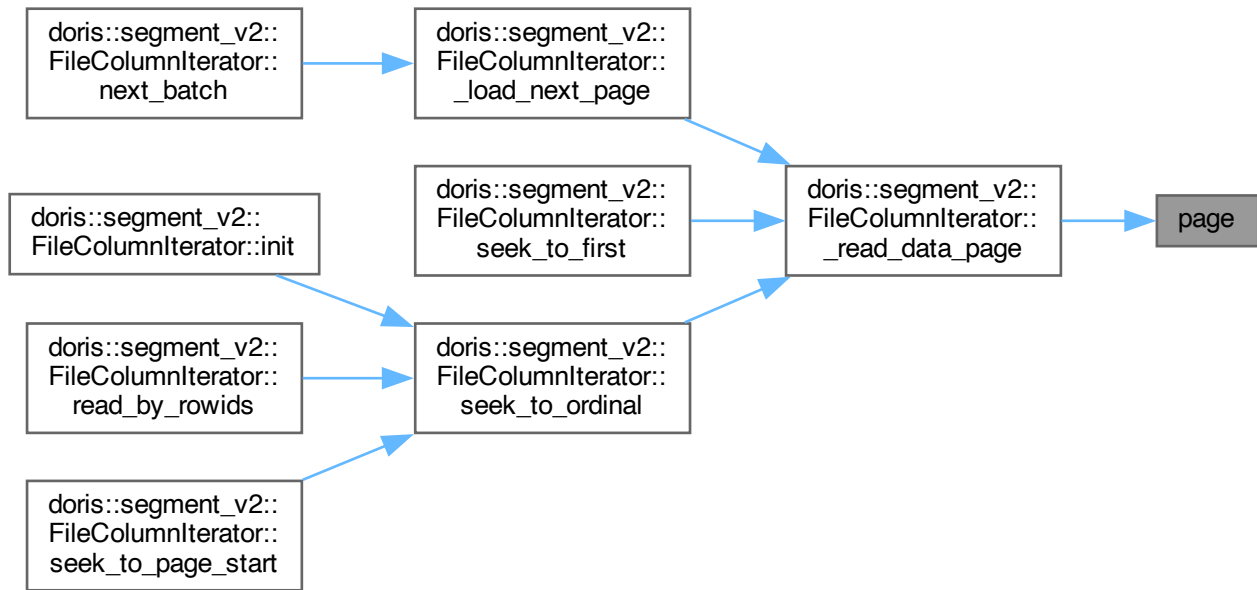 doris::segment_v2::
FileColumnIterator::
next_batch
doris::segment_v2::
FileColumnIterator::
_load_next_page
doris::segment_v2::
FileColumnIterator::init
doris::segment_v2::
FileColumnIterator::
seek_to_first
doris::segment_v2::
FileColumnIterator::
_read_data_page
page
doris::segment_v2::
FileColumnIterator::
read_by_rowids
doris::segment_v2::
FileColumnIterator::
seek_to_ordinal
doris::segment_v2::
FileColumnIterator::
seek_to_page_start